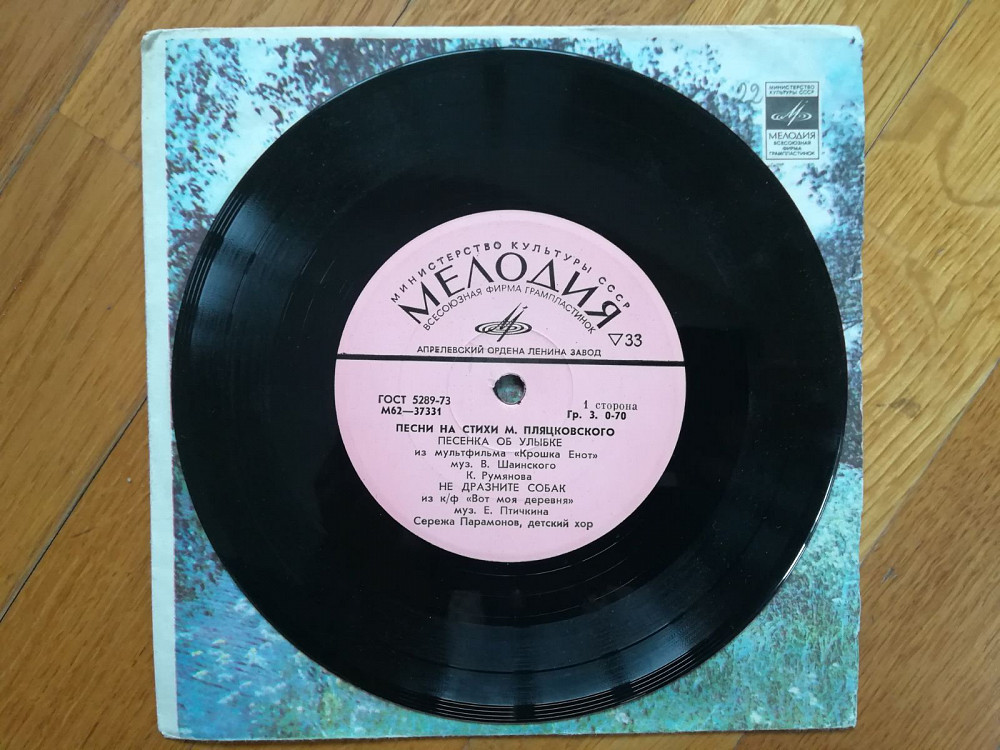 22
МИНИСТЕРСТВО
КУЛЬТУРЫ СССР
МЕЛОДИЯ
ВСЕСОЮЗНАЯ
ФИРМА
ГРАМПЛАСТИНОК
МИНИСТЕРСТВО КУЛЬТУРЫ СССР
МЕЛОДИЯ
ВСЕСОЮЗНАЯ ФИРМА ГРАМПЛАСТИНОК
▽33
АПРЕЛЕВСКИЙ ОРДЕНА ЛЕНИНА ЗАВОД
ГОСТ 5289-73
М62—37331
1 сторона
Гр. 3. 0-70
ПЕСНИ НА СТИХИ М. ПЛЯЦКОВСКОГО
ПЕСЕНКА ОБ УЛЫБКЕ
из мультфильма «Крошка Енот»
муз. В. Шаинского
К. Румянова
НЕ ДРАЗНИТЕ СОБАК
из к/ф «Вот моя деревня»
муз. Е. Птичкина
Сережа Парамонов, детский хор